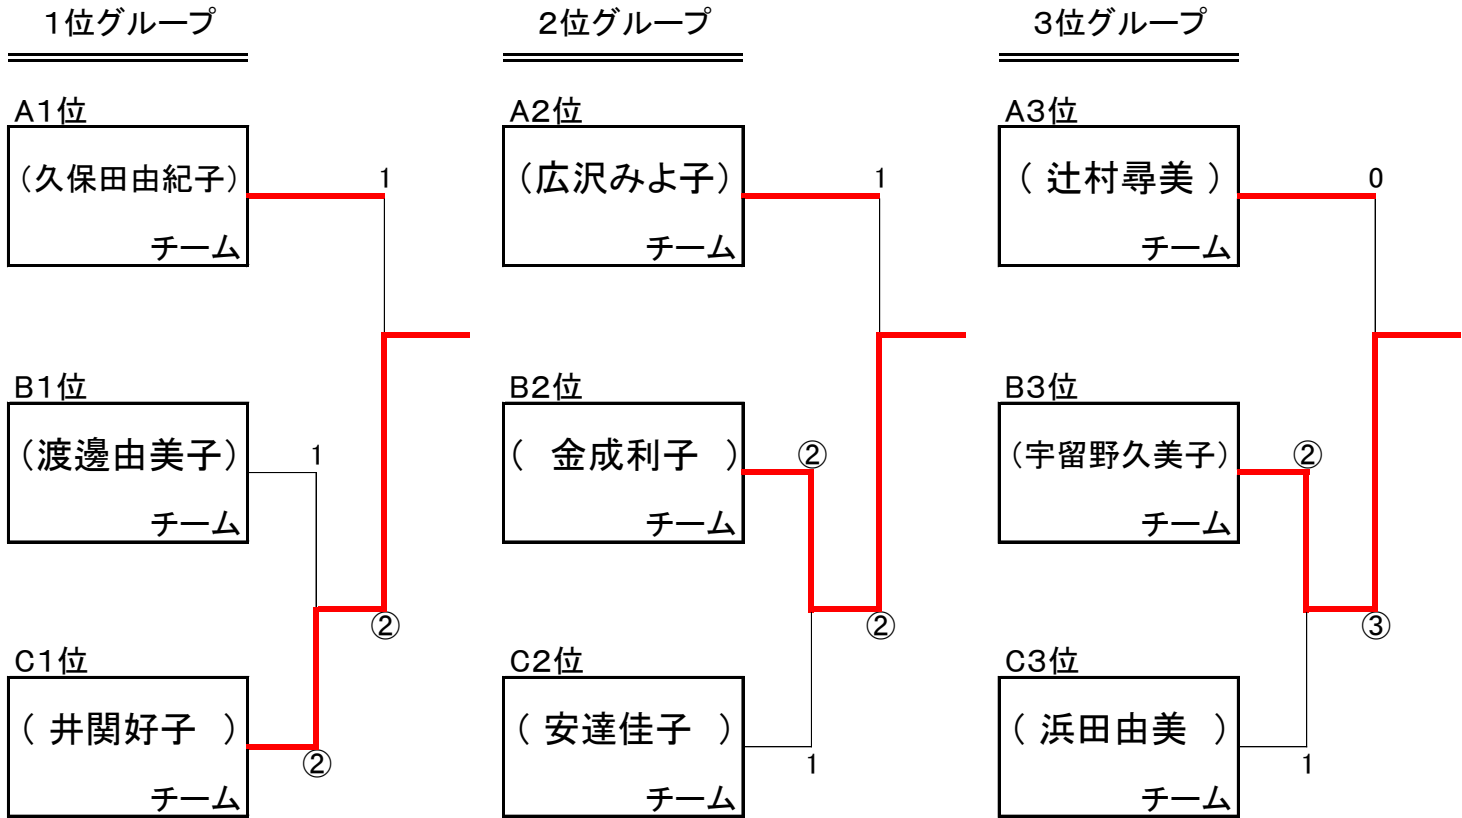 1位グループ
A1位
(久保田由紀子)
チーム
1
B1位
(渡邊由美子)
チーム
1
②
C1位
( 井関好子 )
チーム
②
2位グループ
A2位
(広沢みよ子)
チーム
1
B2位
( 金成利子 )
チーム
②
②
C2位
( 安達佳子 )
チーム
1
3位グループ
A3位
( 辻村尋美 )
チーム
0
B3位
(宇留野久美子)
チーム
②
③
C3位
( 浜田由美 )
チーム
1